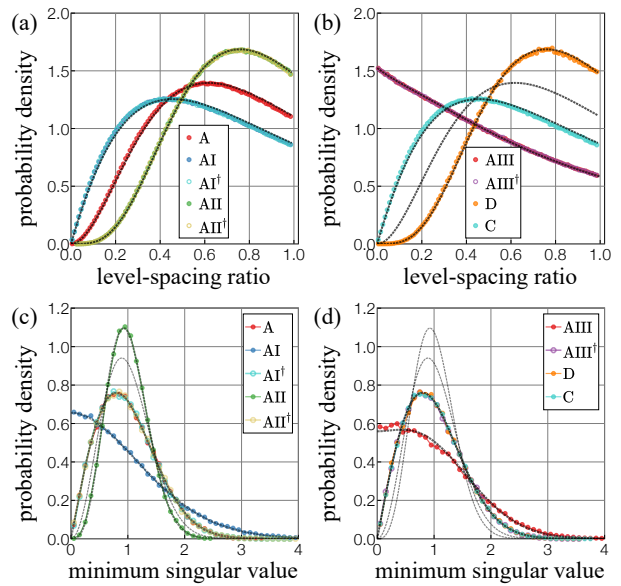 (a)
2.0
1.5
1.0
0.5
0.0
0 0.2 0.4 0.6 0.8 1.0
probability density
level-spacing ratio
A
AI
AI†
AII
AII†
(b)
2.0
1.5
1.0
0.5
0.0
0 0.2 0.4 0.6 0.8 1.0
probability density
level-spacing ratio
AIII
AIII†
D
C
(c)
1.2
1.0
0.8
0.6
0.4
0.2
0.0
0 1 2 3 4
probability density
minimum singular value
A
AI
AI†
AII
AII†
(d)
1.2
1.0
0.8
0.6
0.4
0.2
0.0
0 1 2 3 4
probability density
minimum singular value
AIII
AIII†
D
C